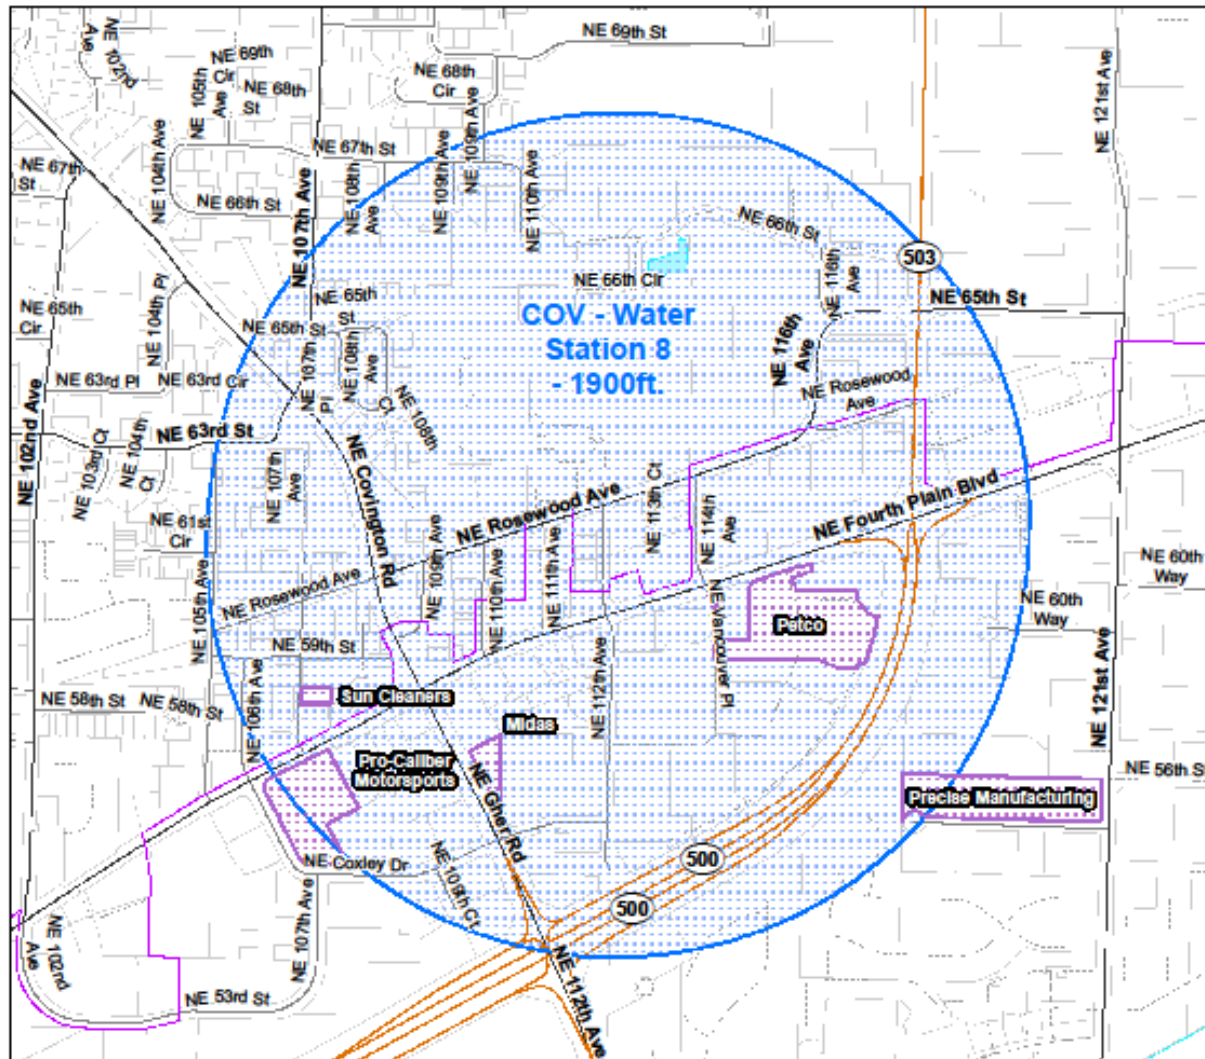 NE 69th St
NE 102nd
Ave
NE 69th
Cir
NE 105th
Ave
NE 68th
St
NE 68th
Cir
NE 121st Ave
NE 67th
St
NE 104th Ave
NE 67th St
NE 109th Ave
NE 109th Ave
NE 110th Ave
NE 108th
Ave
NE 66th St
NE 107th Ave
NE 66th St
503
NE 66th Cir
NE 116th
Ave
NE 65th St
NE 65th
Cir
NE 104th Pl
NE 65th
St
NE 65th St
COV - Water
Station 8
- 1900ft.
NE 116th
Ave
NE 63rd Pl
NE 63rd Cir
NE 107th
Pl
NE 108th
Ave
NE 108th
Ct
NE Rosewood
Ave
NE 102nd Ave
NE 63rd St
NE 103rd Ct
NE 104th
Ct
NE 107th
Ave
NE Covington Rd
NE Rosewood Ave
NE 113th Ct
NE 114th
Ave
NE Fourth Plain Blvd
NE 61st
Cir
NE 109th Ave
NE 110th Ave
NE 111th Ave
NE 60th
Way
NE 105th Ave
NE Rosewood Ave
NE Vancouver Pl
Petco
NE 60th
Way
NE 59th St
NE 112th Ave
NE 121st Ave
NE 58th St
NE 58th St
NE 106th Ave
Sun Cleaners
Midas
Pro-Caliber
Motorsports
NE Gher Rd
NE 56th St
Precise Manufacturing
NE Coxley Dr
NE 109th Ct
500
500
NE 102nd
Ave
NE 107th Ave
NE 53rd St
NE 112th Ave